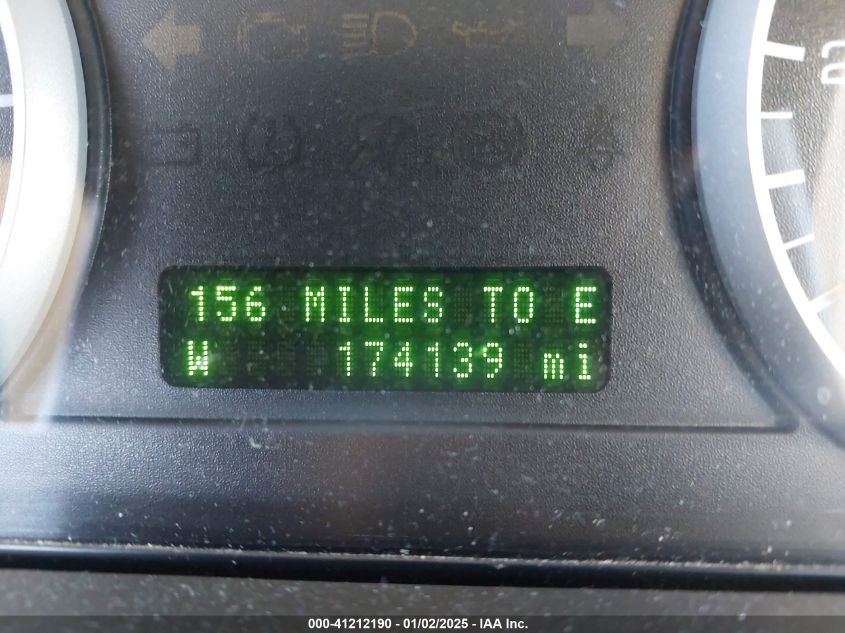 156 MILES TO E
W 174139 mi
000-41212190 - 01/02/2025 - IAA Inc.